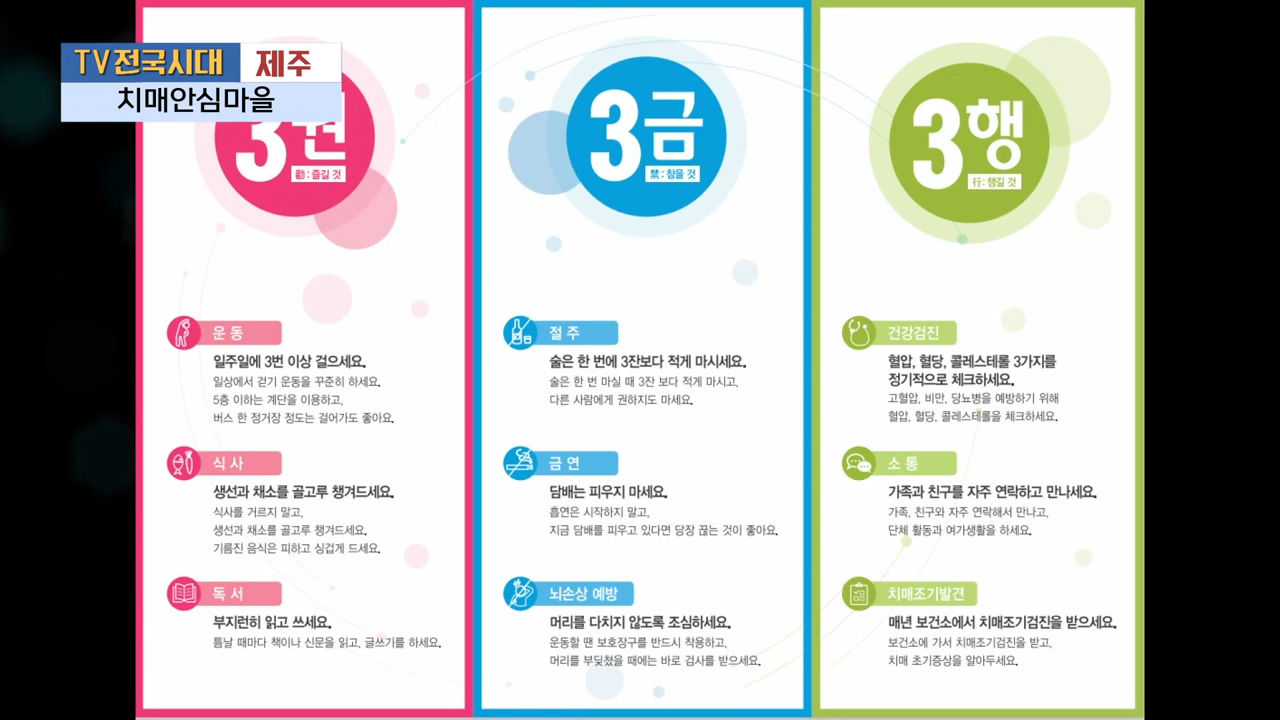 TV전국시대 제주
치매안심마을
3권
勸:즐길 것
운동
일주일에 3번 이상 걸으세요.
일상에서 걷기 운동을 꾸준히 하세요.
5층 이하는 계단을 이용하고,
버스 한 정거장 정도는 걸어가도 좋아요.
식사
생선과 채소를 골고루 챙겨드세요.
식사를 거르지 말고,
생선과 채소를 골고루 챙겨드세요.
기름진 음식은 피하고 싱겁게 드세요.
독서
부지런히 읽고 쓰세요.
틈날 때마다 책이나 신문을 읽고, 글쓰기를 하세요.
3금
禁:참을 것
절주
술은 한 번에 3잔보다 적게 마시세요.
술은 한 번 마실 때 3잔 보다 적게 마시고,
다른 사람에게 권하지도 마세요.
금연
담배는 피우지 마세요.
흡연은 시작하지 말고,
지금 담배를 피우고 있다면 당장 끊는 것이 좋아요.
뇌손상 예방
머리를 다치지 않도록 조심하세요.
운동할 땐 보호장구를 반드시 착용하고,
머리를 부딪쳤을 때에는 바로 검사를 받으세요.
3행
行:챙길 것
건강검진
혈압, 혈당, 콜레스테롤 3가지를
정기적으로 체크하세요.
고혈압, 비만, 당뇨병을 예방하기 위해
혈압, 혈당, 콜레스테롤을 체크하세요.
소통
가족과 친구를 자주 연락하고 만나세요.
가족, 친구와 자주 연락해서 만나고,
단체 활동과 여가생활을 하세요.
치매조기발견
매년 보건소에서 치매조기검진을 받으세요.
보건소에 가서 치매조기검진을 받고,
치매 초기증상을 알아두세요.